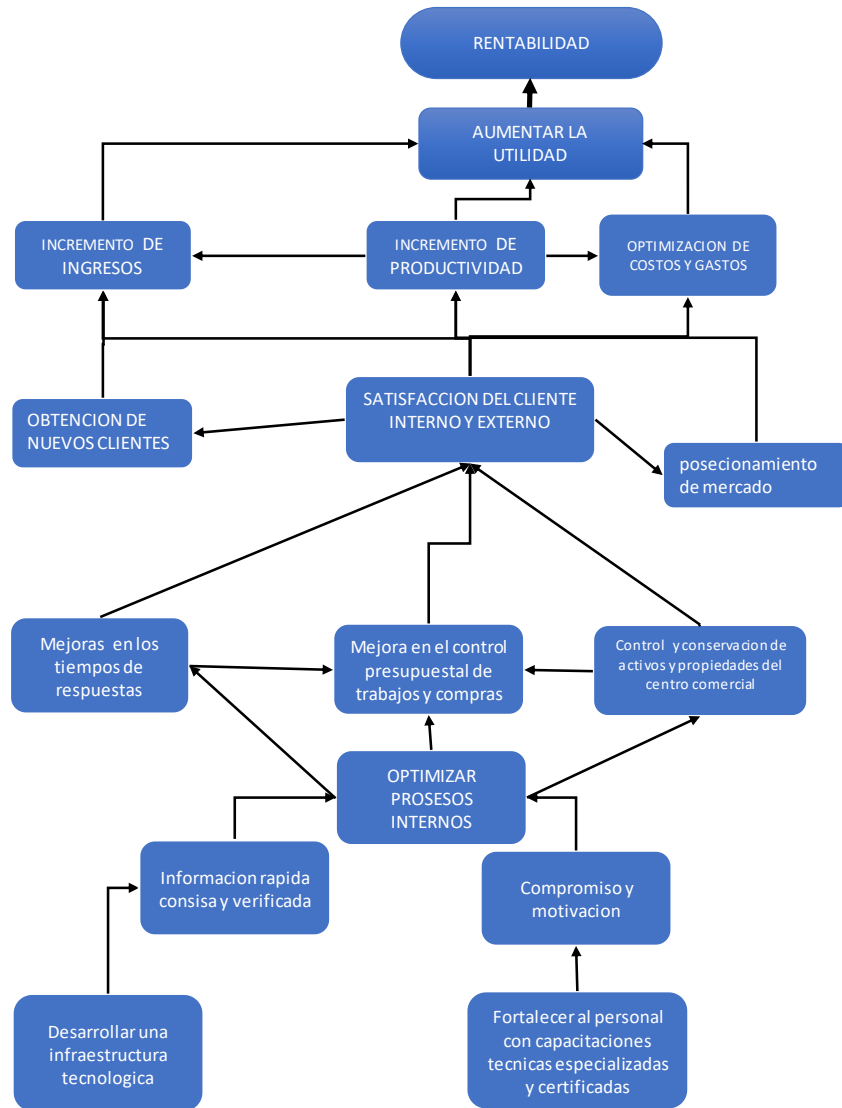 RENTABILIDAD
AUMENTAR LA
UTILIDAD
INCREMENTO DE
INGRESOS
INCREMENTO DE
PRODUCTIVIDAD
OPTIMIZACION DE
COSTOS Y GASTOS
OBTENCION DE
NUEVOS CLIENTES
SATISFACCION DEL CLIENTE
INTERNO Y EXTERNO
posecionamiento
de mercado
Mejoras en los
tiempos de
respuestas
Mejora en el control
presupuestal de
trabajos y compras
Control y conservacion de
activos y propiedades del
centro comercial
OPTIMIZAR
PROSESOS
INTERNOS
Informacion rapida
consisa y verificada
Compromiso y
motivacion
Desarrollar una
infraestructura
tecnologica
Fortalecer al personal
con capacitaciones
tecnicas especializadas
y certificadas